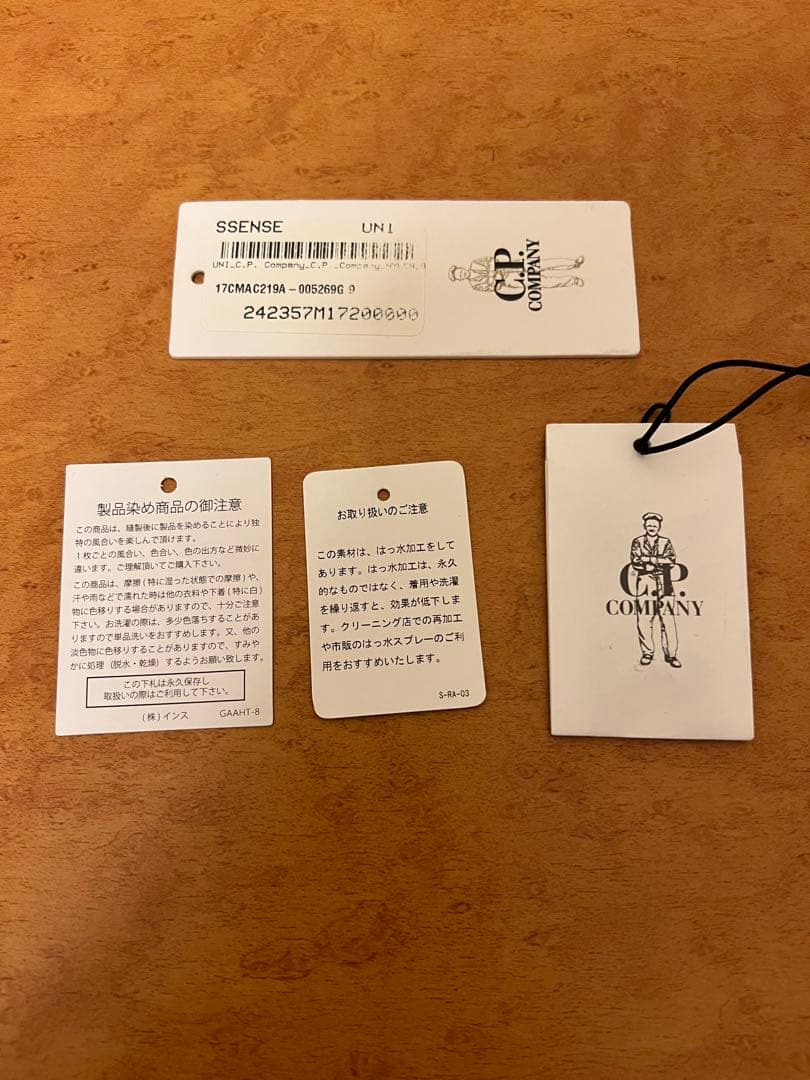 SSENSE UNI
UNI_C.P. Company_C.P.
17CMAC219A-005269G 9
242357M17200000
C.P.
COMPANY
製品染め商品の御注意
この商品は、縫製後に製品を染めることにより独
特の風合いを楽しんで頂けます。
1枚ごとの風合い、色合い、色の出方など微妙に
違います。ご理解頂いてご購入下さい。
この商品は、摩擦(特に湿った状態での摩擦)や、
汗や雨などで濡れた時は他の衣料や下着(特に白)
物に色移りする場合がありますので、十分ご注意
下さい。お洗濯の際は、多少色落ちすることがあ
りますので単品洗いをおすすめします。又、他の
淡色物に色移りすることがありますので、すみや
かに処理(脱水・乾燥)するようお願い致します。
この下札は永久保存し
取扱いの際はご利用して下さい。
(株)インス GAAHT-8
お取り扱いのご注意
この素材は、はっ水加工をして
あります。はっ水加工は、永久
的なものではなく、着用や洗濯
を繰り返すと、効果が低下しま
す。クリーニング店での再加工
や市販のはっ水スプレーのご利
用をおすすめいたします。
S-RA-03
C.P.
COMPANY